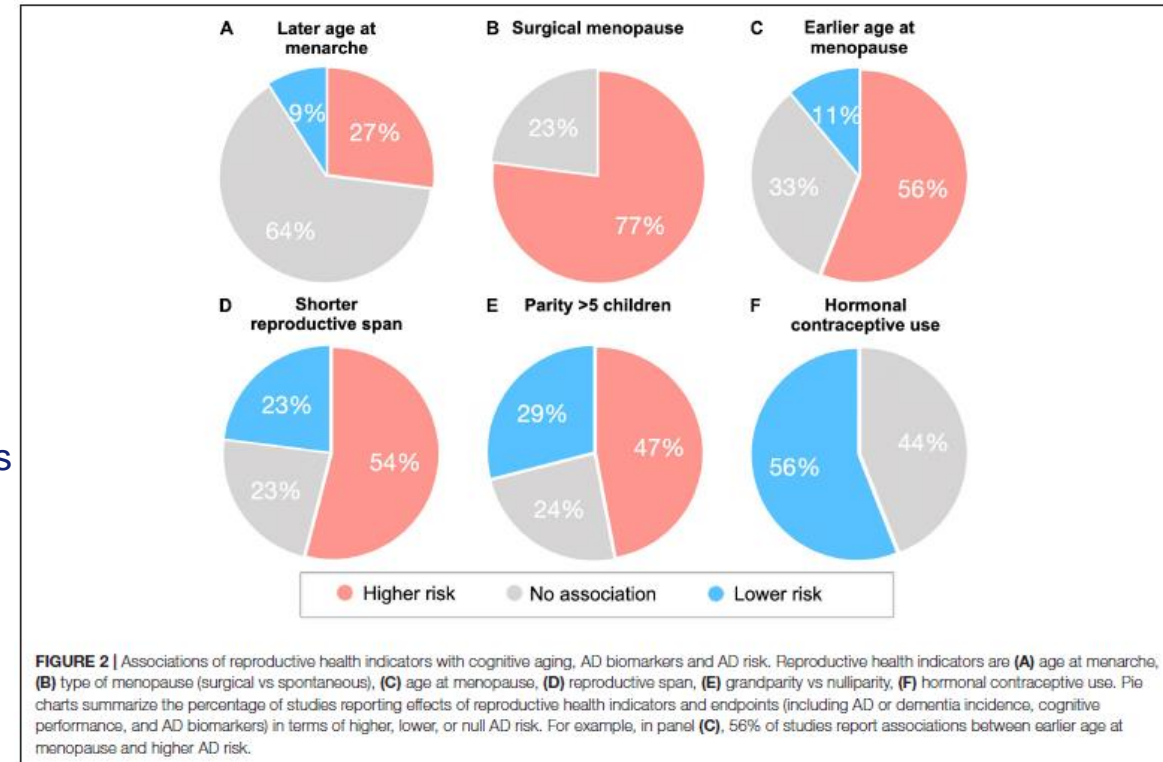 A Later age at
menarche
9%
27%
64%
B Surgical menopause
23%
77%
C Earlier age at
menopause
11%
33%
56%
D Shorter
reproductive span
23%
54%
23%
E Parity >5 children
29%
47%
24%
F Hormonal
contraceptive use
56%
44%
s
Higher risk No association Lower risk
FIGURE 2 | Associations of reproductive health indicators with cognitive aging, AD biomarkers and AD risk. Reproductive health indicators are (A) age at menarche,
(B) type of menopause (surgical vs spontaneous), (C) age at menopause, (D) reproductive span, (E) grandparity vs nulliparity, (F) hormonal contraceptive use. Pie
charts summarize the percentage of studies reporting effects of reproductive health indicators and endpoints (including AD or dementia incidence, cognitive
performance, and AD biomarkers) in terms of higher, lower, or null AD risk. For example, in panel (C), 56% of studies report associations between earlier age at
menopause and higher AD risk.